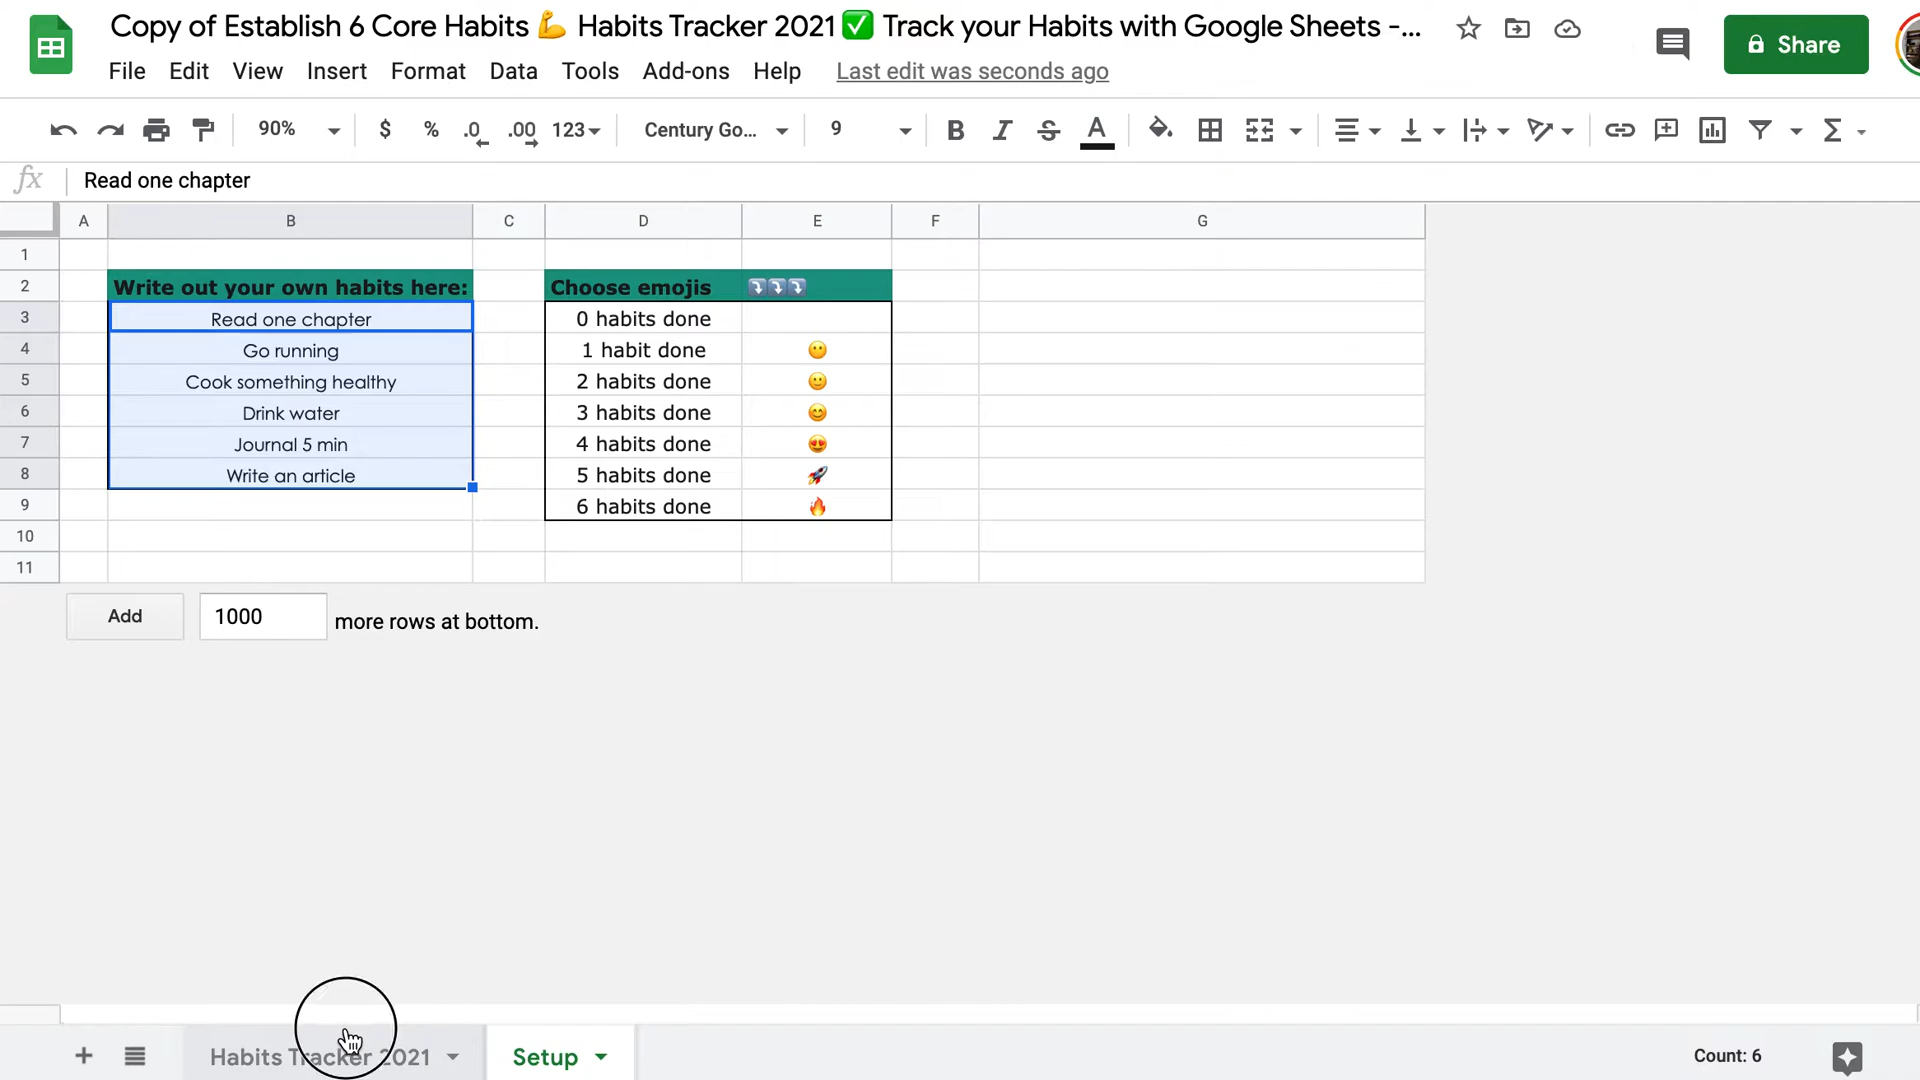 Copy of Establish 6 Core Habits 💪 Habits Tracker 2021 ✅ Track your Habits with Google Sheets -...
Share
File Edit View Insert Format Data Tools Add-ons Help Last edit was seconds ago
90% $ % .0 .00 123 Century Go... 9 B I S A Σ
fx Read one chapter
A B C D E F G
1
2 Write out your own habits here: Choose emojis ⤵⤵⤵
3 Read one chapter 0 habits done
4 Go running 1 habit done 😶
5 Cook something healthy 2 habits done 🙂
6 Drink water 3 habits done 😊
7 Journal 5 min 4 habits done 😍
8 Write an article 5 habits done 🚀
9 6 habits done 🔥
10
11
Add 1000 more rows at bottom.
+ Habits Tracker 2021 Setup Count: 6